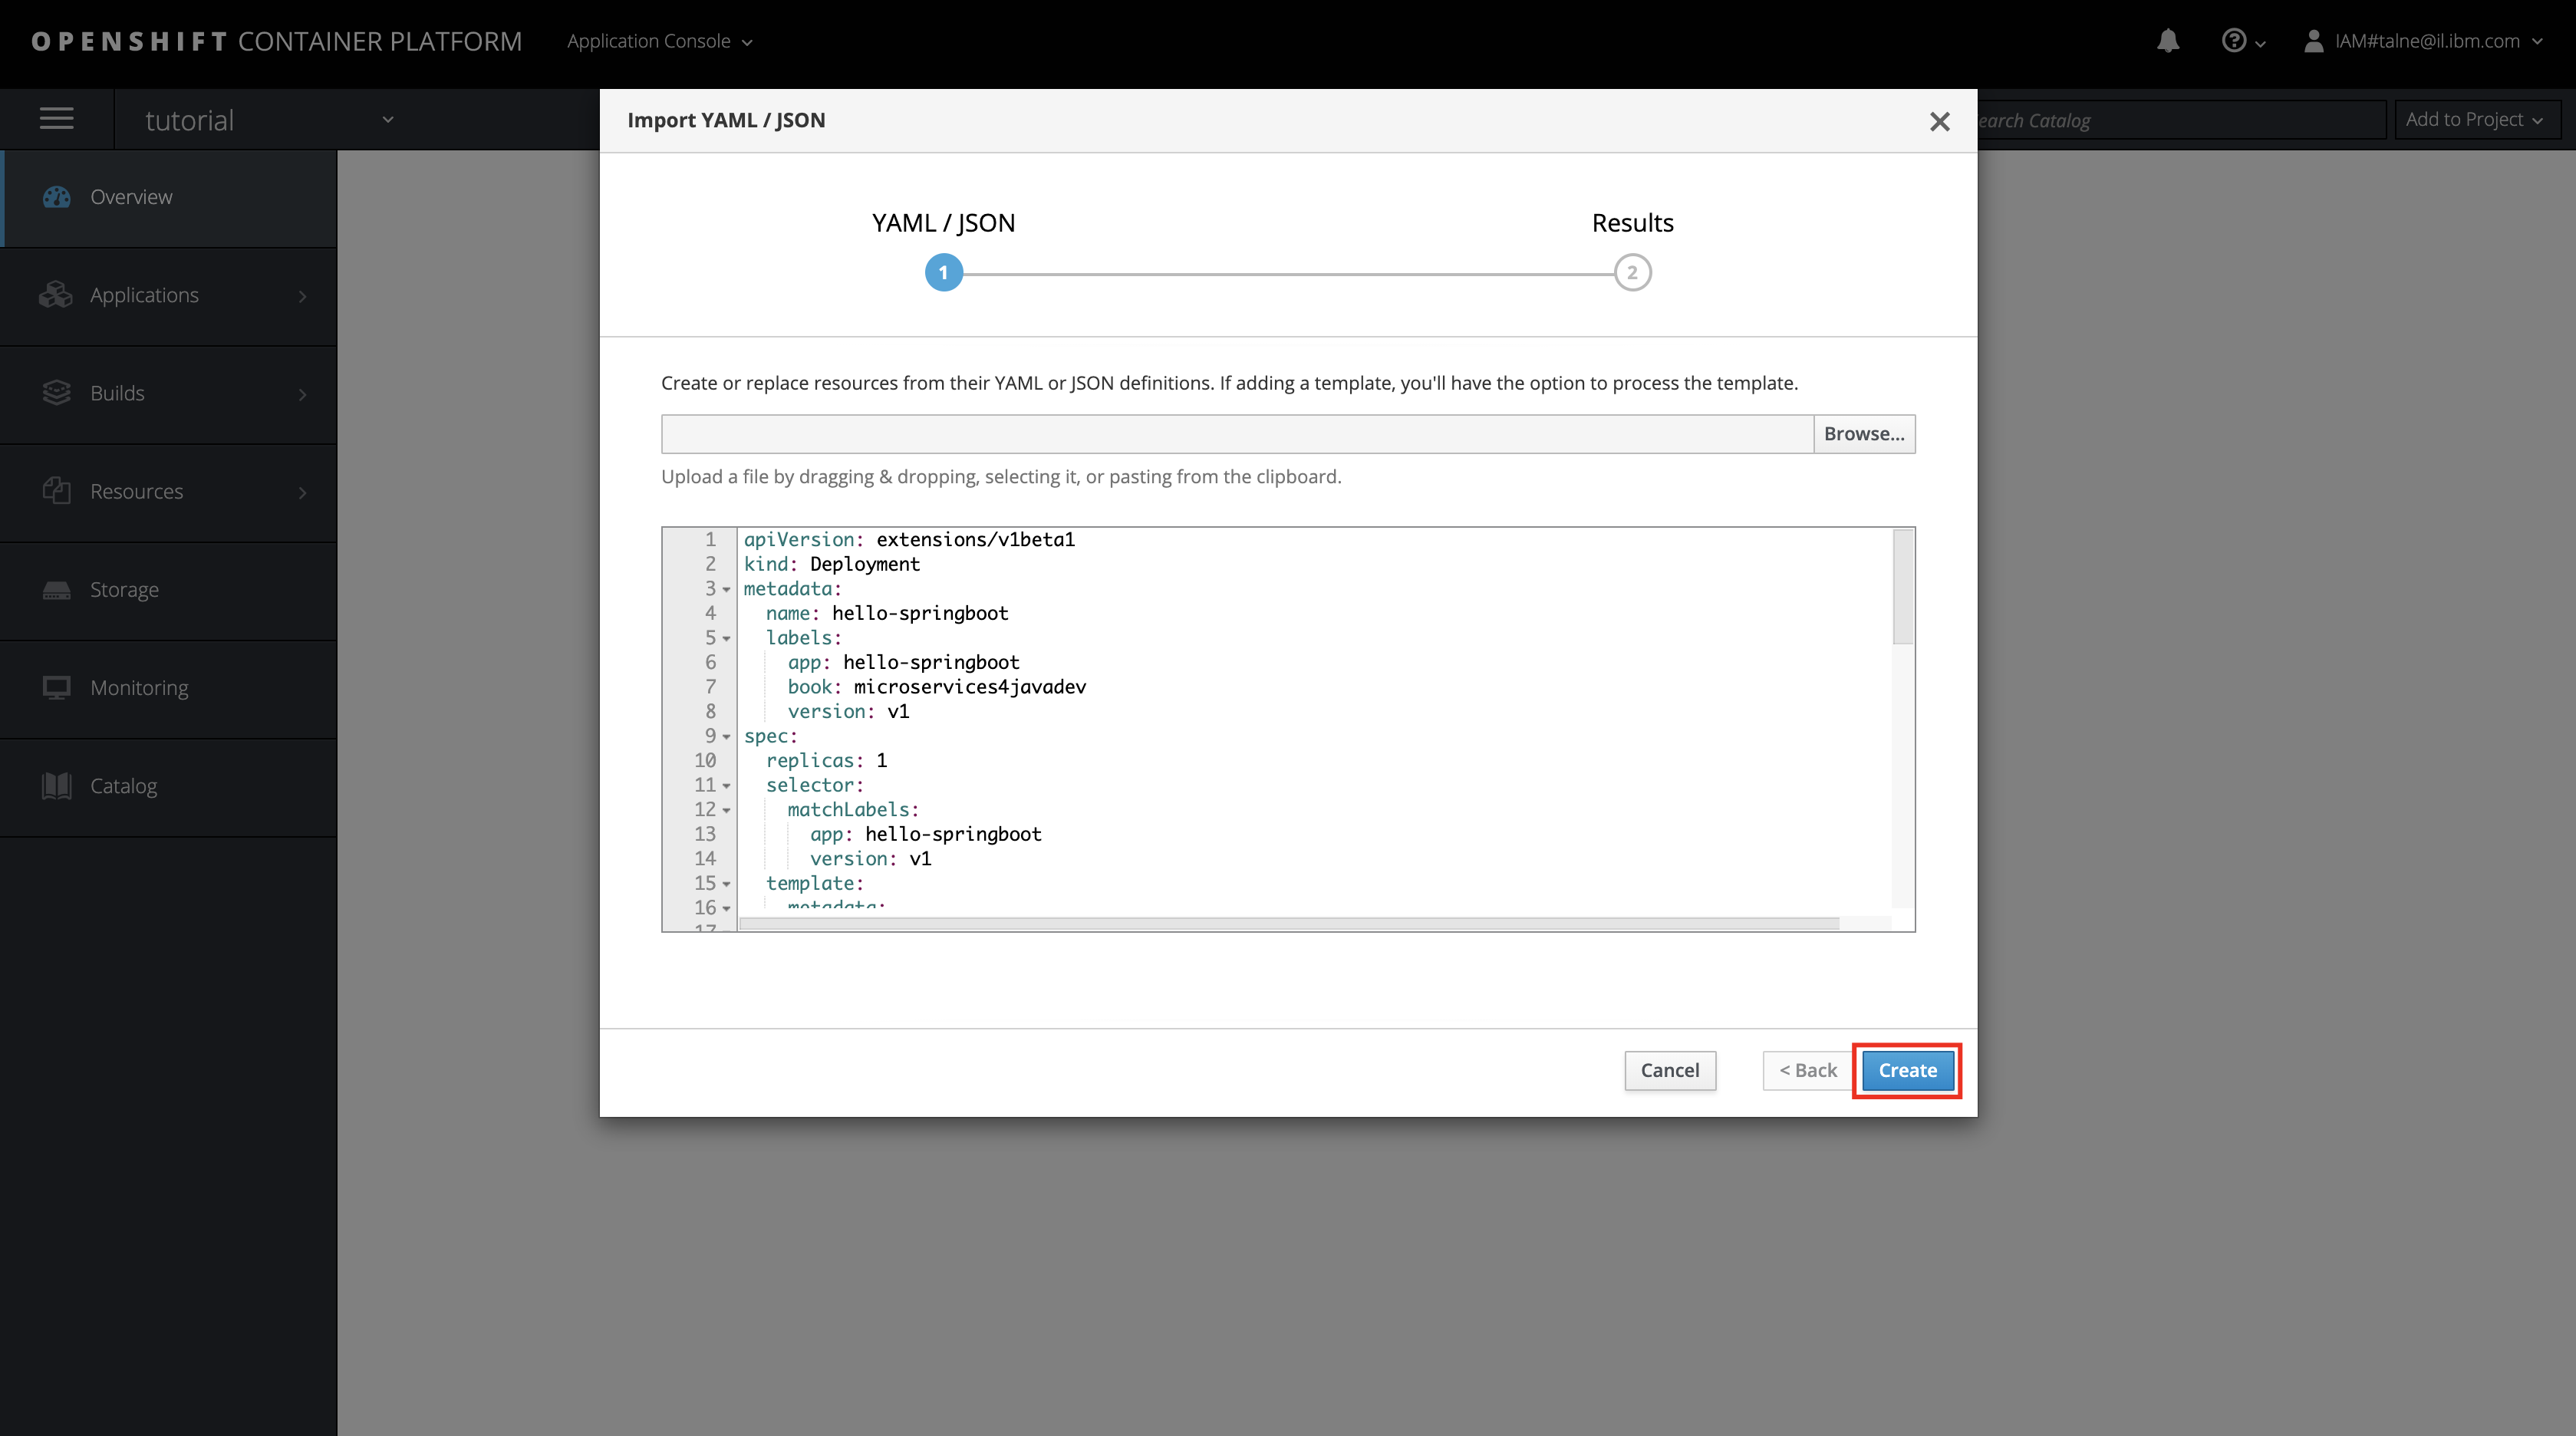 OPENSHIFT CONTAINER PLATFORM
Application Console
IAM#talne@il.ibm.com
tutorial
earch Catalog
Add to Project
Overview
Applications
Builds
Resources
Storage
Monitoring
Catalog
Import YAML / JSON
YAML / JSON
Results
1
2
Create or replace resources from their YAML or JSON definitions. If adding a template, you'll have the option to process the template.
Browse...
Upload a file by dragging & dropping, selecting it, or pasting from the clipboard.
1 apiVersion: extensions/v1beta1
2 kind: Deployment
3 metadata:
4 name: hello-springboot
5 labels:
6 app: hello-springboot
7 book: microservices4javadev
8 version: v1
9 spec:
10 replicas: 1
11 selector:
12 matchLabels:
13 app: hello-springboot
14 version: v1
15 template:
16 metadata:
17
Cancel
< Back
Create